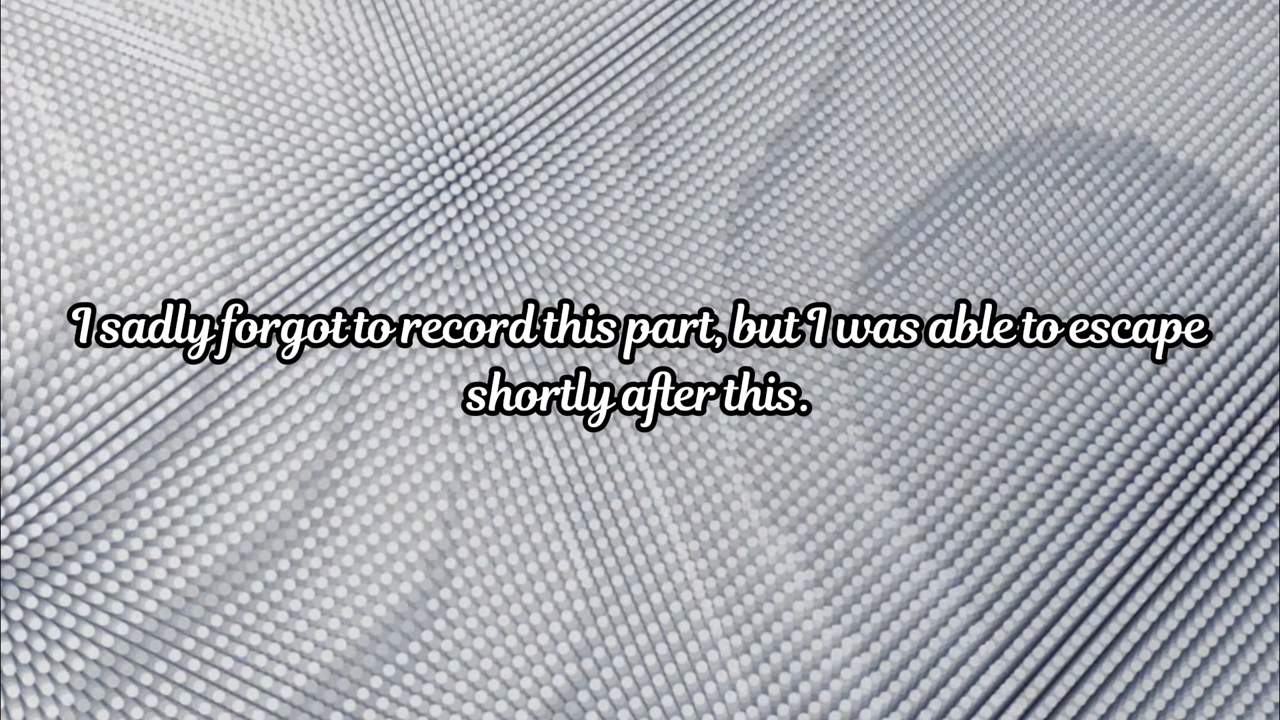 I sadly forgot to record this part, but I was able to escape
shortly after this.